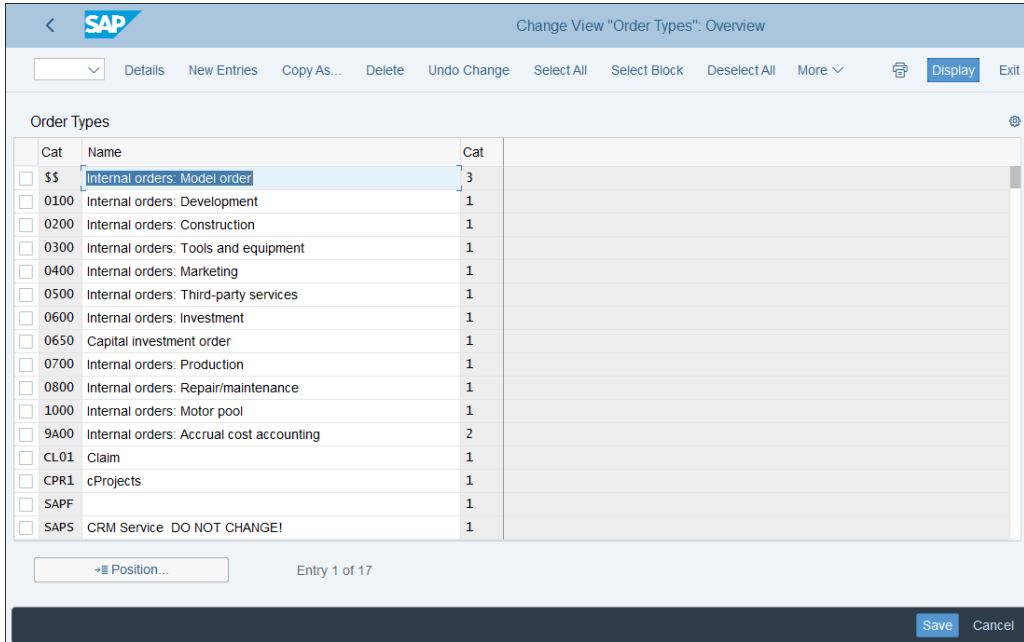 SAP Change View "Order Types": Overview
Details New Entries Copy As... Delete Undo Change Select All Select Block Deselect All More Display Exit
Order Types
Cat Name Cat
$$ Internal orders: Model order 3
0100 Internal orders: Development 1
0200 Internal orders: Construction 1
0300 Internal orders: Tools and equipment 1
0400 Internal orders: Marketing 1
0500 Internal orders: Third-party services 1
0600 Internal orders: Investment 1
0650 Capital investment order 1
0700 Internal orders: Production 1
0800 Internal orders: Repair/maintenance 1
1000 Internal orders: Motor pool 1
9A00 Internal orders: Accrual cost accounting 2
CL01 Claim 1
CPR1 cProjects 1
SAPF 1
SAPS CRM Service DO NOT CHANGE! 1
Position... Entry 1 of 17
Save Cancel